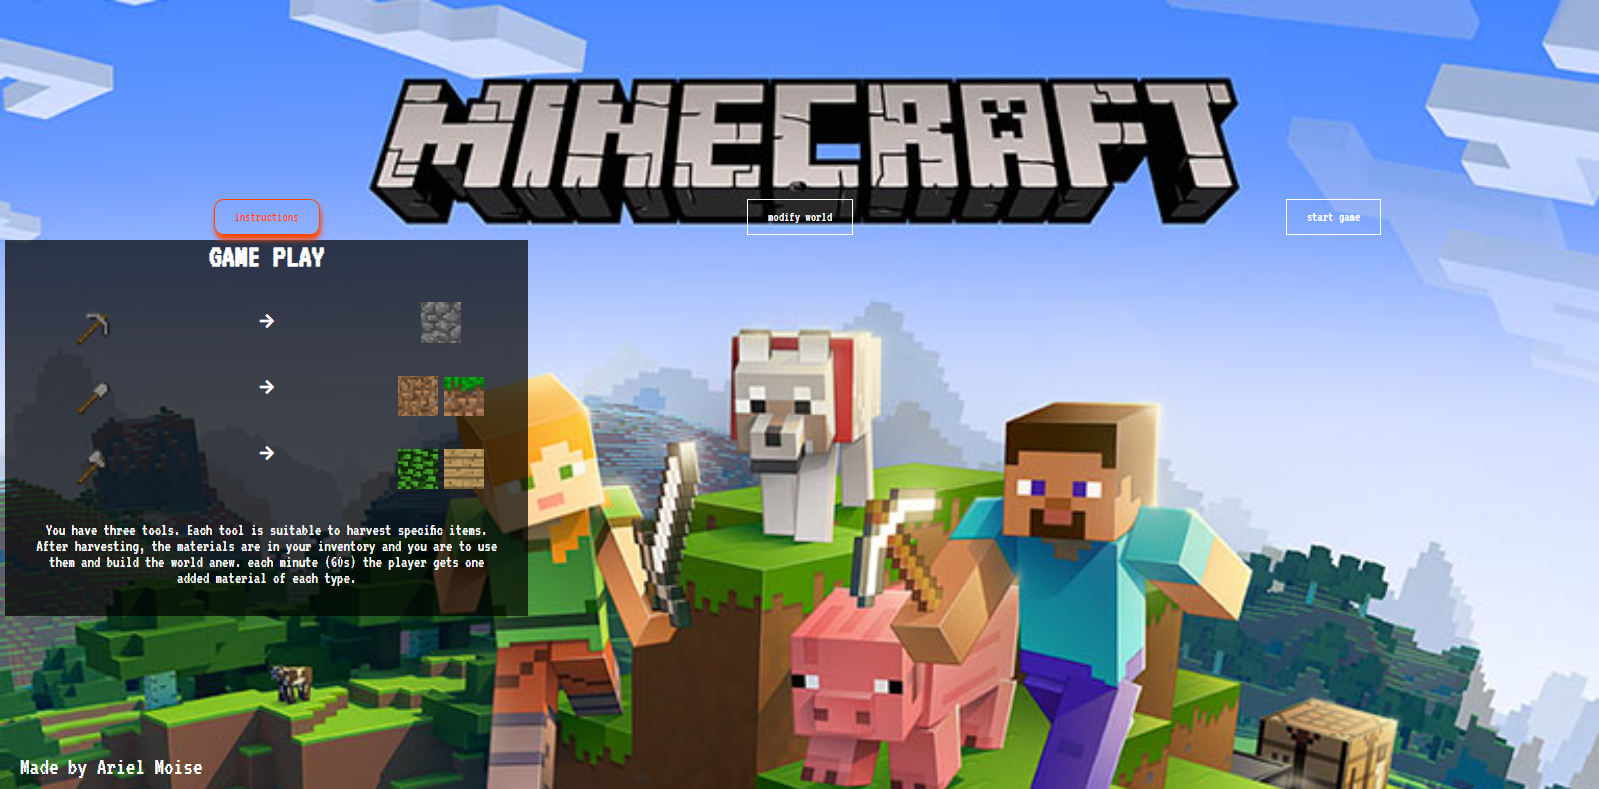 MINECRAFT
instructions
modify world
start game
GAME PLAY
You have three tools. Each tool is suitable to harvest specific items.
After harvesting, the materials are in your inventory and you are to use
them and build the world anew. each minute (60s) the player gets one
added material of each type.
Made by Ariel Moise